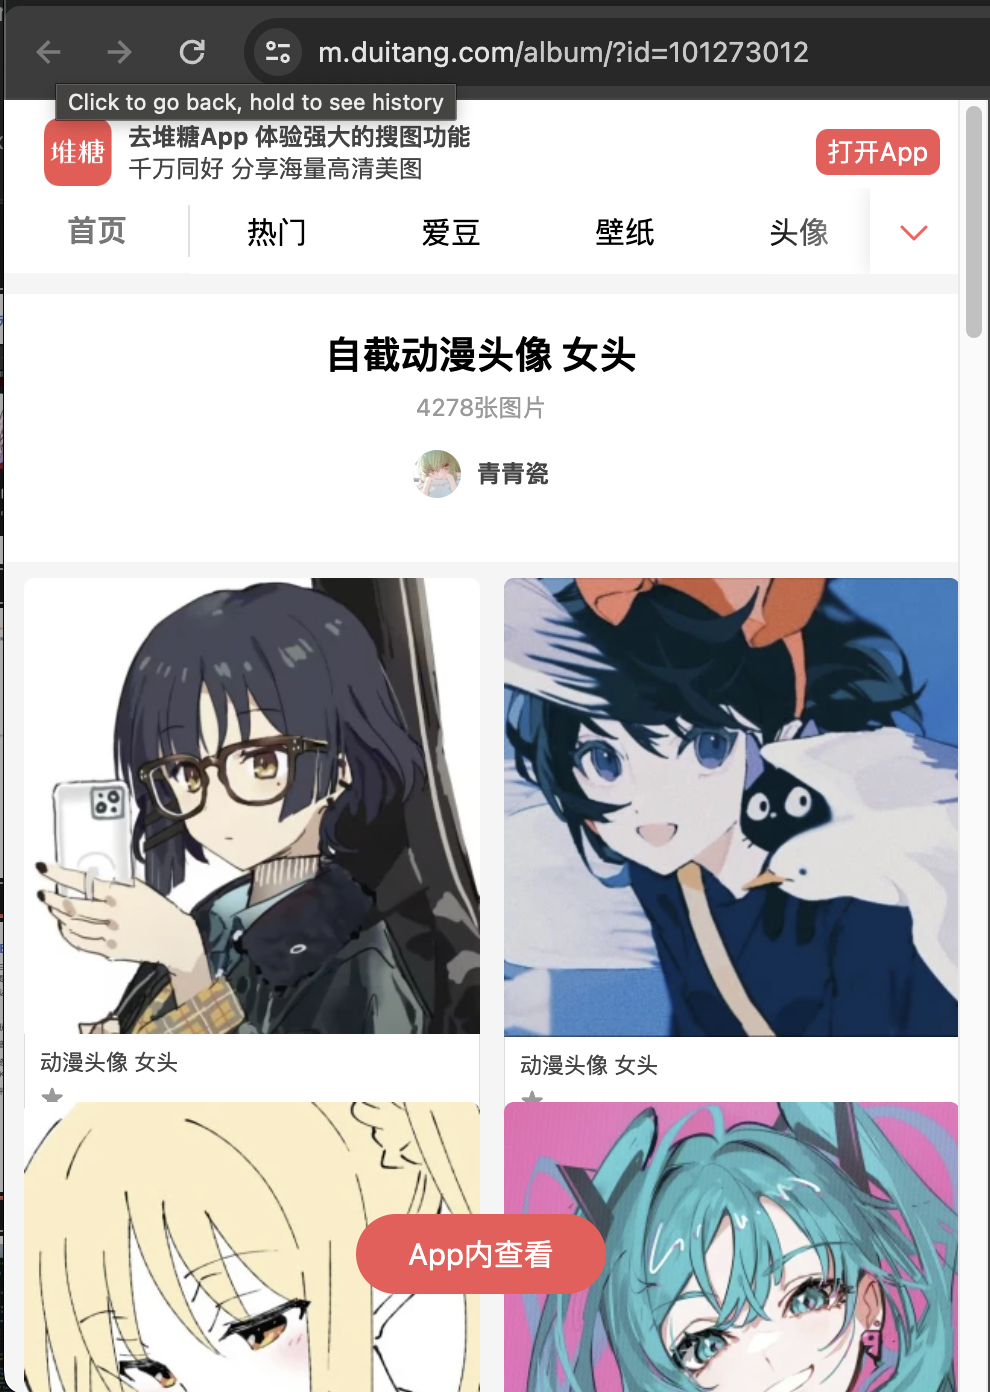 m.duitang.com/album/?id=101273012
Click to go back, hold to see history
堆糖
去堆糖App 体验强大的搜图功能
千万同好 分享海量高清美图
打开App
首页
热门
爱豆
壁纸
头像
自截动漫头像 女头
4278张图片
青青瓷
动漫头像 女头
动漫头像 女头
App内查看